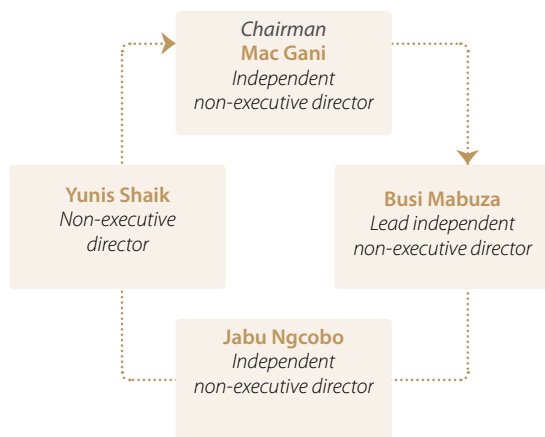 Chairman
Mac Gani
Independent
non-executive director
Yunis Shaik
Non-executive
director
Busi Mabuza
Lead independent
non-executive director
Jabu Ngcobo
Independent
non-executive director